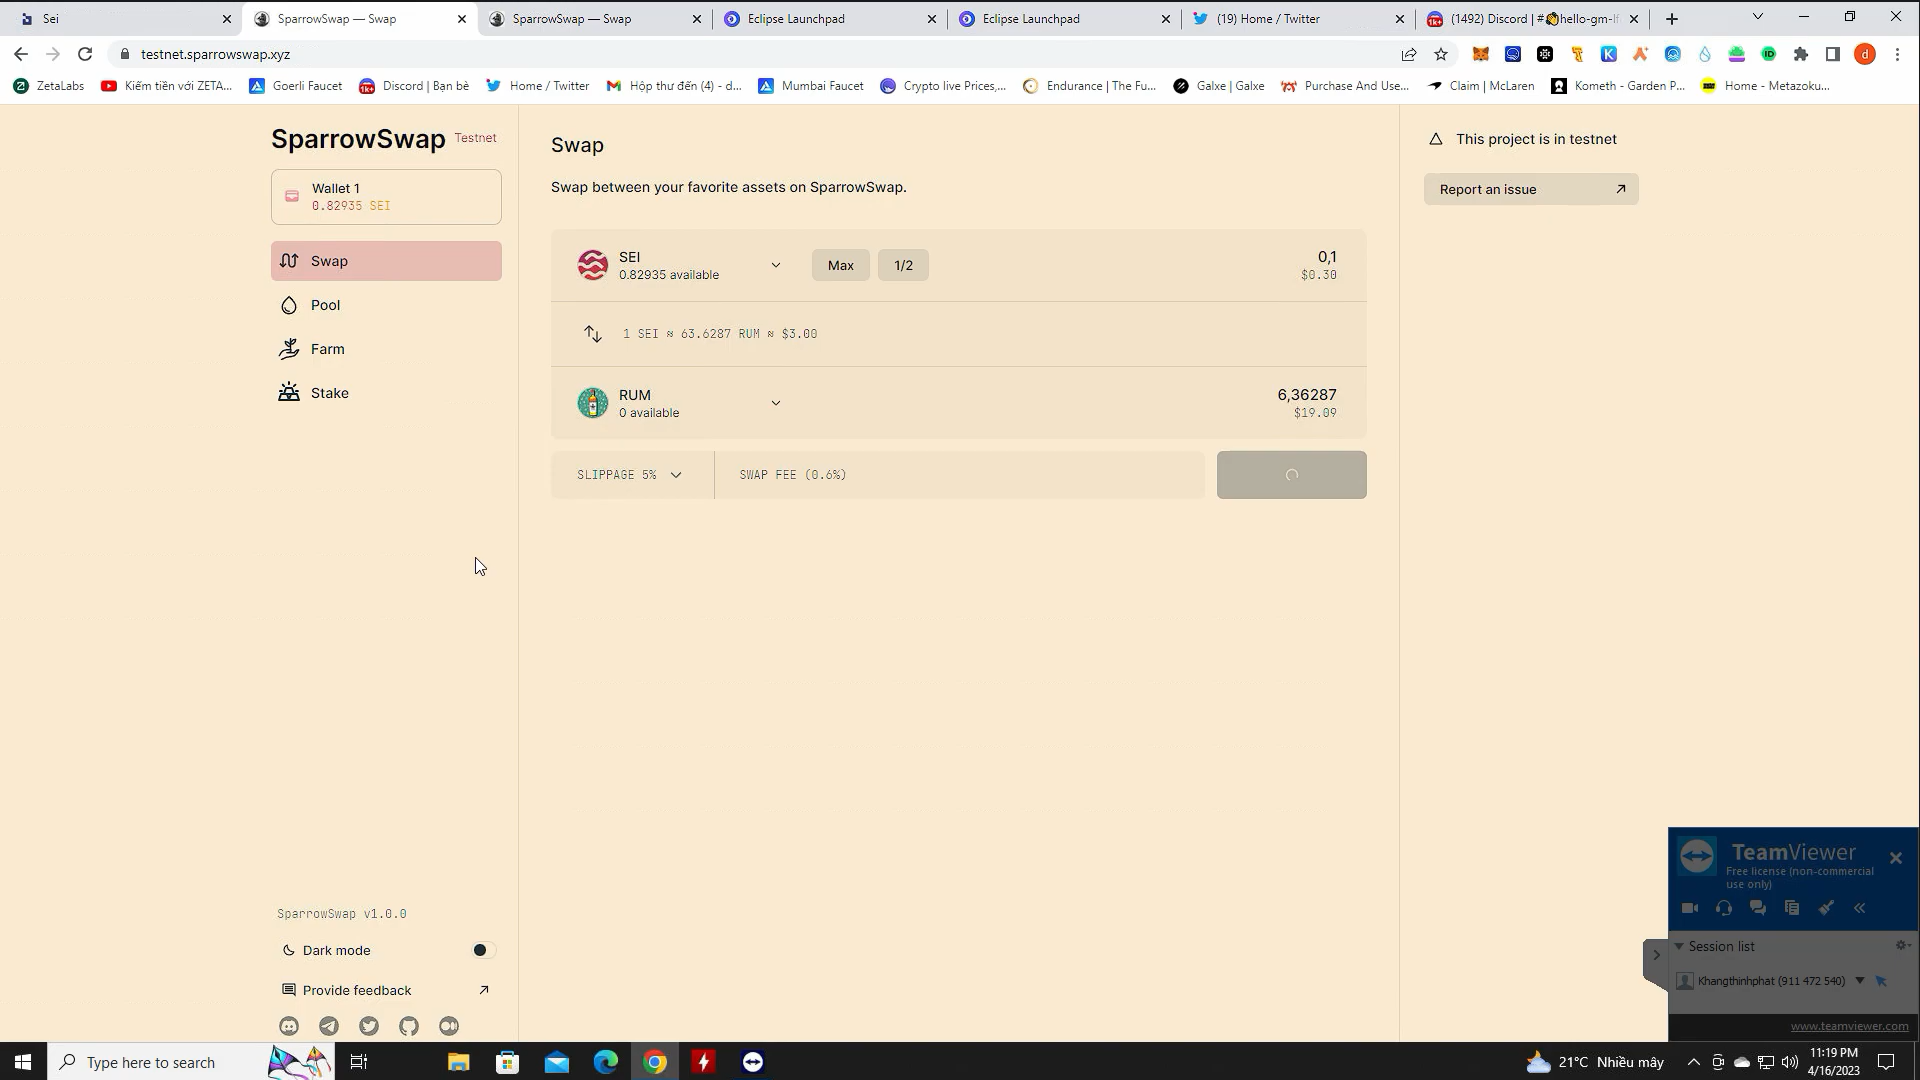 Sei
SparrowSwap — Swap
SparrowSwap — Swap
Eclipse Launchpad
Eclipse Launchpad
(19) Home / Twitter
(1492) Discord | #
hello-gm-lf
testnet.sparrowswap.xyz
d
ZetaLabs
Kiếm tiền với ZETA...
Goerli Faucet
Discord | Bạn bè
Home / Twitter
Hộp thư đến (4) - d...
Mumbai Faucet
Crypto live Prices,...
Endurance | The Fu...
Galxe | Galxe
Purchase And Use...
Claim | McLaren
Kometh - Garden P...
Home - Metazoku...
SparrowSwap Testnet
Wallet 1
0.82935 SEI
Swap
Pool
Farm
Stake
SparrowSwap v1.0.0
Dark mode
Provide feedback
Swap
Swap between your favorite assets on SparrowSwap.
SEI
0.82935 available
Max
1/2
0,1
$0.30
1 SEI ≈ 63.6287 RUM ≈ $3.00
RUM
0 available
6,36287
$19.09
SLIPPAGE 5%
SWAP FEE (0.6%)
This project is in testnet
Report an issue
TeamViewer
Free license (non-commercial
use only)
Session list
Khangthinhphat (911 472 540)
www.teamviewer.com
Type here to search
21°C Nhiều mây
11:19 PM
4/16/2023